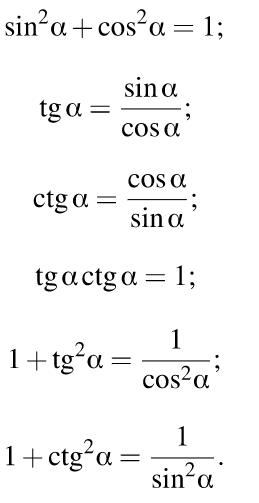 sin²α + cos²α = 1;
tg α = sin α / cos α;
ctg α = cos α / sin α;
tg α ctg α = 1;
1 + tg²α = 1 / cos²α;
1 + ctg²α = 1 / sin²α.